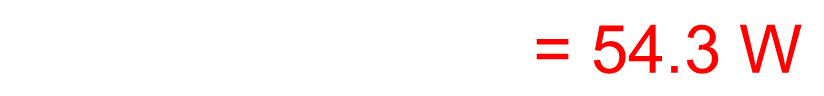 = 54.3 W